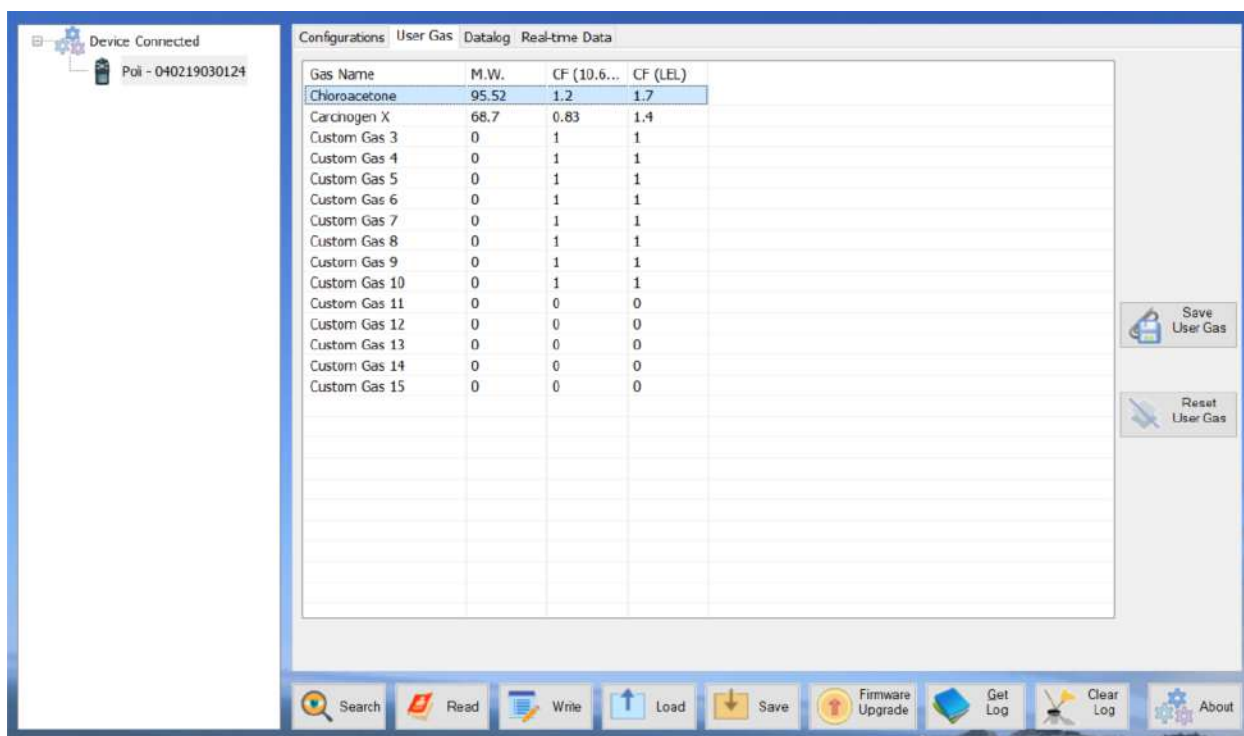 Device Connected
Poli - 040219030124
Configurations User Gas Datalog Real-time Data
Gas Name M.W. CF (10.6... CF (LEL)
Chloroacetone 95.52 1.2 1.7
Carcinogen X 68.7 0.83 1.4
Custom Gas 3 0 1 1
Custom Gas 4 0 1 1
Custom Gas 5 0 1 1
Custom Gas 6 0 1 1
Custom Gas 7 0 1 1
Custom Gas 8 0 1 1
Custom Gas 9 0 1 1
Custom Gas 10 0 1 1
Custom Gas 11 0 0 0
Custom Gas 12 0 0 0
Custom Gas 13 0 0 0
Custom Gas 14 0 0 0
Custom Gas 15 0 0 0
Save
User Gas
Reset
User Gas
Search Read Write Load Save Firmware Upgrade Get Log Clear Log About